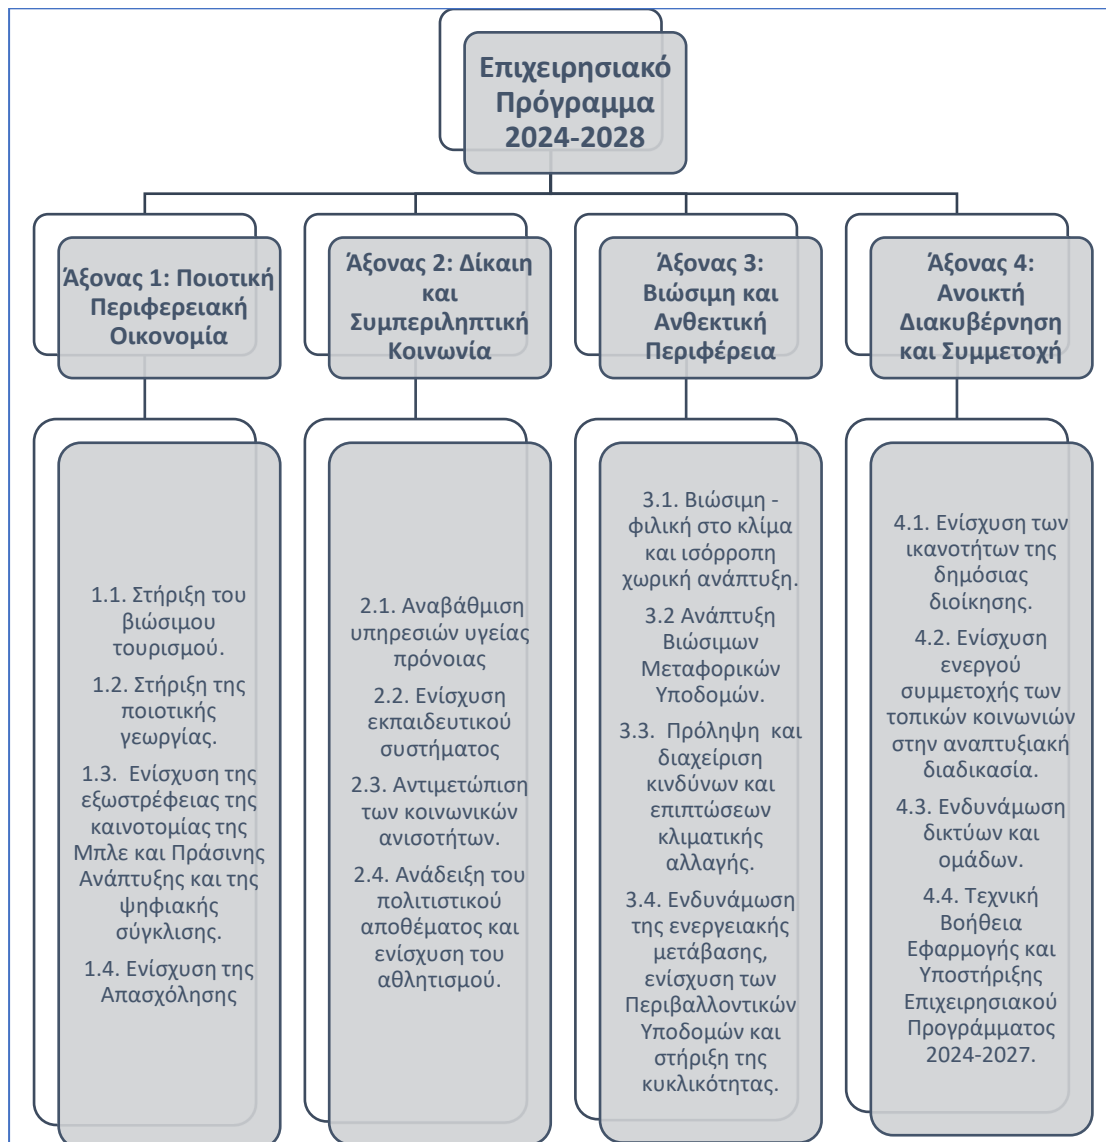 Επιχειρησιακό
Πρόγραμμα
2024-2028
Άξονας 1: Ποιοτική
Περιφερειακή
Οικονομία
Άξονας 2: Δίκαιη
και
Συμπεριληπτική
Κοινωνία
Άξονας 3:
Βιώσιμη και
Ανθεκτική
Περιφέρεια
Άξονας 4:
Ανοικτή
Διακυβέρνηση
και Συμμετοχή
1.1. Στήριξη του
βιώσιμου
τουρισμού.
1.2. Στήριξη της
ποιοτικής
γεωργίας.
1.3.  Ενίσχυση της
εξωστρέφειας της
καινοτομίας της
Μπλε και Πράσινης
Ανάπτυξης και της
ψηφιακής
σύγκλισης.
1.4. Ενίσχυση της
Απασχόλησης
2.1. Αναβάθμιση
υπηρεσιών υγείας
πρόνοιας
2.2. Ενίσχυση
εκπαιδευτικού
συστήματος
2.3. Αντιμετώπιση
των κοινωνικών
ανισοτήτων.
2.4. Ανάδειξη του
πολιτιστικού
αποθέματος και
ενίσχυση του
αθλητισμού.
3.1. Βιώσιμη -
φιλική στο κλίμα
και ισόρροπη
χωρική ανάπτυξη.
3.2 Ανάπτυξη
Βιώσιμων
Μεταφορικών
Υποδομών.
3.3.  Πρόληψη  και
διαχείριση
κινδύνων και
επιπτώσεων
κλιματικής
αλλαγής.
3.4. Ενδυνάμωση
της ενεργειακής
μετάβασης,
ενίσχυση των
Περιβαλλοντικών
Υποδομών και
στήριξη της
κυκλικότητας.
4.1. Ενίσχυση των
ικανοτήτων της
δημόσιας
διοίκησης.
4.2. Ενίσχυση
ενεργού
συμμετοχής των
τοπικών κοινωνιών
στην αναπτυξιακή
διαδικασία.
4.3. Ενδυνάμωση
δικτύων και
ομάδων.
4.4. Τεχνική
Βοήθεια
Εφαρμογής και
Υποστήριξης
Επιχειρησιακού
Προγράμματος
2024-2027.